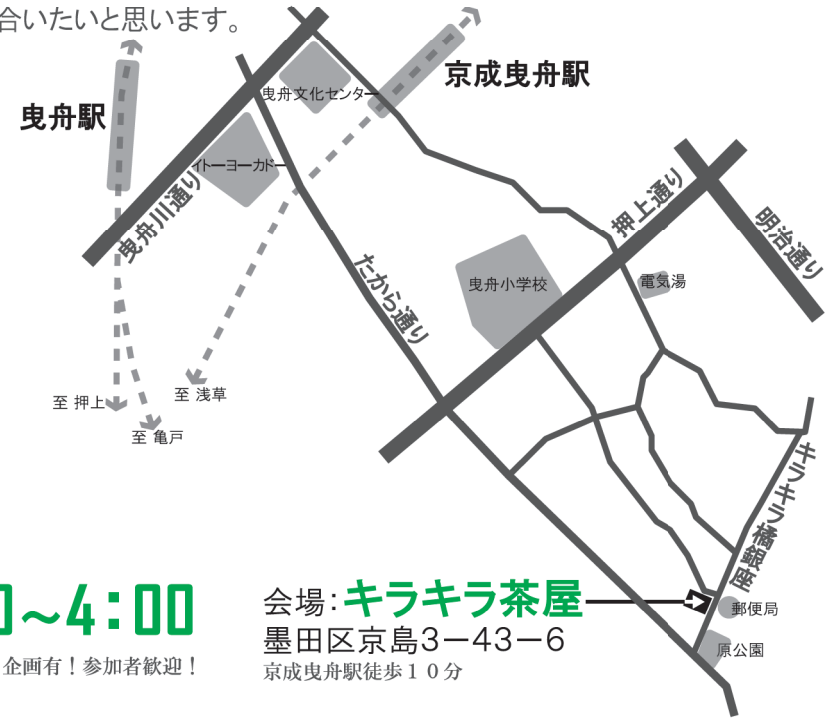 合いたいと思います。
京成曳舟駅
曳舟文化センター
曳舟駅
イトーヨーカドー
曳舟川通り
押上通り
明治通り
たから通り
曳舟小学校
電気湯
至 押上
至 浅草
至 亀戸
キラキラ橘銀座
~4:00
企画有!参加者歓迎!
会場:キラキラ茶屋
墨田区京島3−43−6
京成曳舟駅徒歩10分
郵便局
原公園